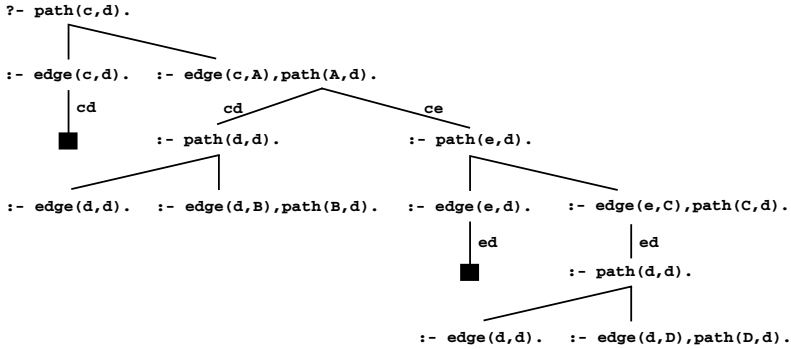 ?- path(c,d).
:- edge(c,d). :- edge(c,A),path(A,d).
cd cd ce
:- path(d,d). :- path(e,d).
:- edge(d,d). :- edge(d,B),path(B,d). :- edge(e,d). :- edge(e,C),path(C,d).
ed ed
:- path(d,d).
:- edge(d,d). :- edge(d,D),path(D,d).